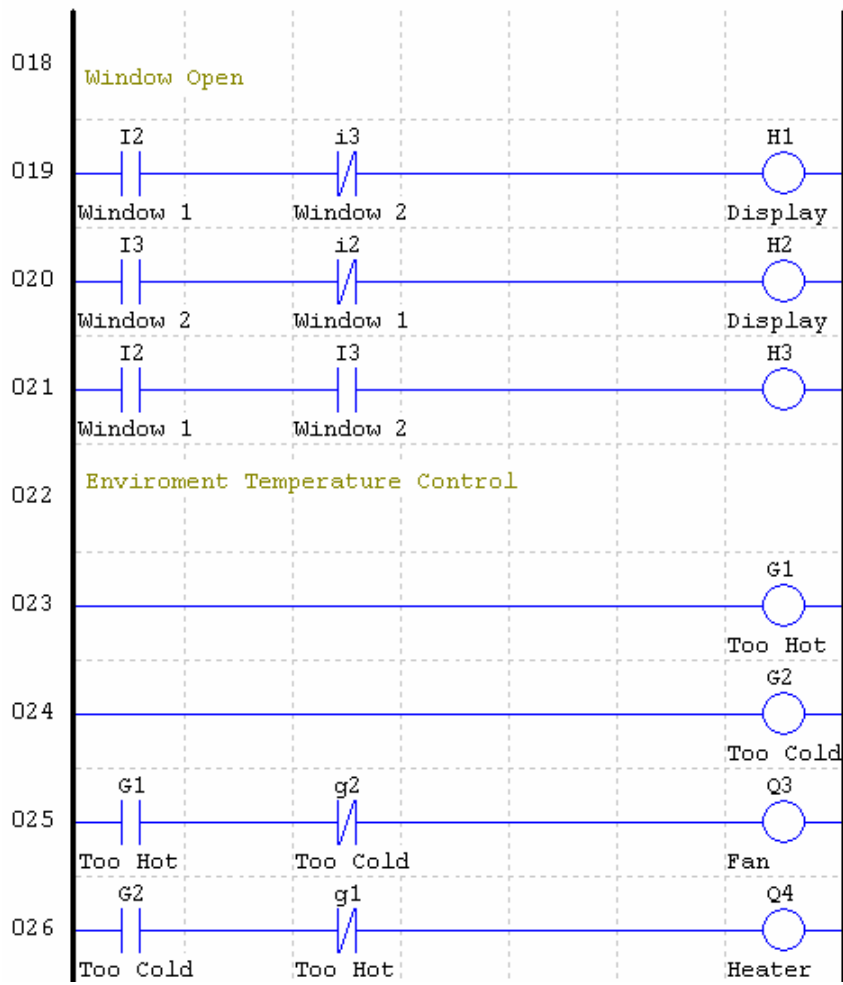 018
Window Open
I2 i3 H1
019
Window 1 Window 2 Display
I3 i2 H2
020
Window 2 Window 1 Display
I2 I3 H3
021
Window 1 Window 2
022
Enviroment Temperature Control
G1
023
Too Hot
G2
024
Too Cold
G1 g2 Q3
025
Too Hot Too Cold Fan
G2 g1 Q4
026
Too Cold Too Hot Heater